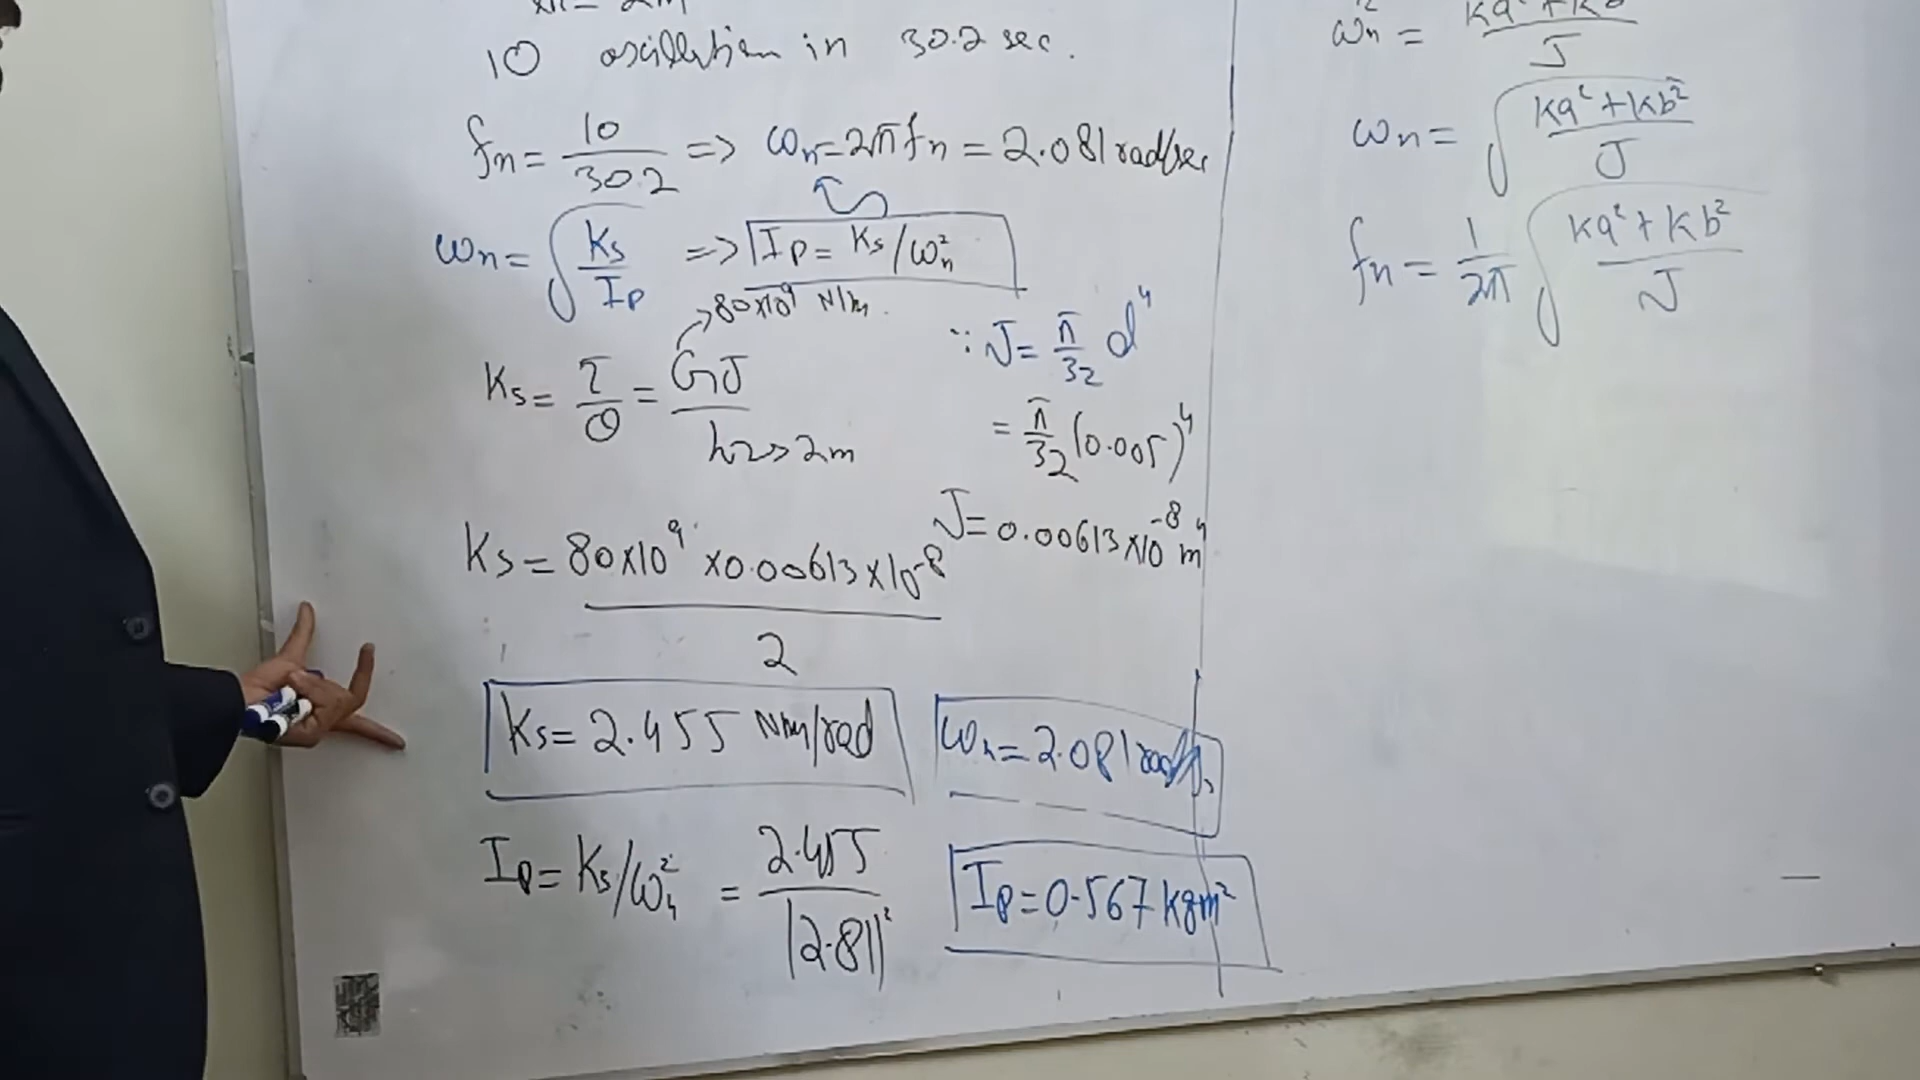 10 oscillation in 30.2 sec.
fn = 10/30.2 => ωn = 2π fn = 2.081 rad/sec
ωn = √(Ks/IP) => IP = Ks/ωn²
80×10⁹ N/m.
Ks = T/θ = GJ/L
L => 2m
∵ J = π/32 d⁴
= π/32 (0.005)⁴
J = 0.00613×10⁻⁸ m⁴
Ks = 80×10⁹ ×0.00613×10⁻⁸ / 2
Ks = 2.455 Nm/rad
ωn = 2.081 rad/s
IP = Ks/ωn² = 2.455/(2.81)²
IP = 0.567 kgm²
ωn² = /J
ωn = √((Ka²+Kb²)/J)
fn = 1/2π √((Ka²+Kb²)/J)